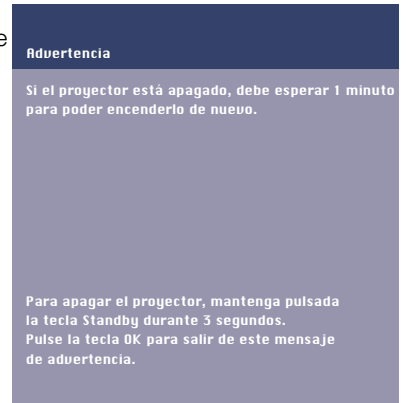 e
Advertencia
Si el proyector está apagado, debe esperar 1 minuto
para poder encenderlo de nuevo.
Para apagar el proyector, mantenga pulsada
la tecla Standby durante 3 segundos.
Pulse la tecla OK para salir de este mensaje
de advertencia.